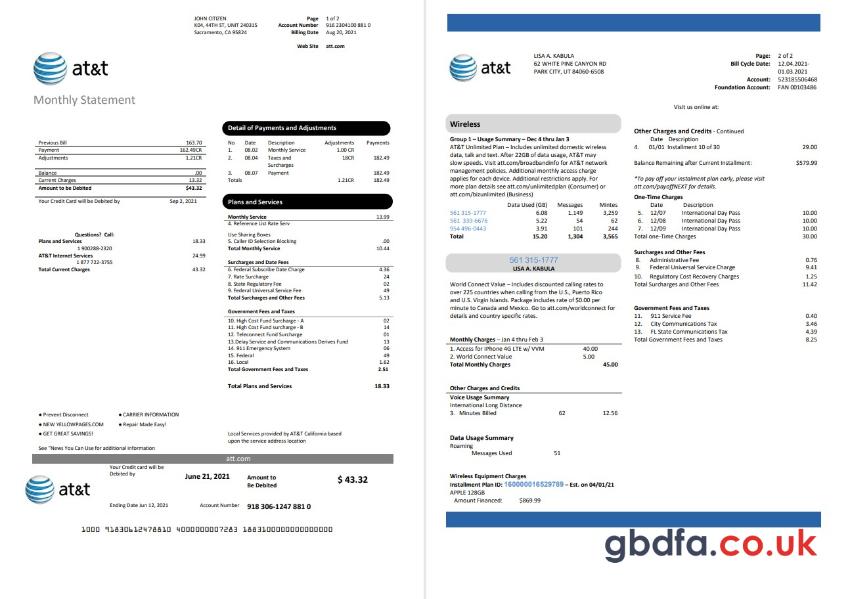 JOHN CITIZEN
K04, 44TH ST, UNIT 240315
Sacramento, CA 95824
Page 1 of 2
Account Number 916 2304100 881 0
Billing Date Aug 20, 2021
Web Site att.com
at&t
Monthly Statement
Previous Bill 163.70
Payment 162.49CR
Adjustments 1.21CR
Balance .00
Current Charges 13.32
Amount to be Debited $43.32
Your Credit will be Debited by Sep 2, 2021
Questions? Call:
Plans and Services 18.33
1 900288-2320
AT&T Internet Services 24.99
1 877 722-3755
Total Current Charges 43.32
Detail of Payments and Adjustments
No Date Description Adjustments Payments
1. 08.02 Monthly Service 1.00 CR
2. 08.04 Taxes and 18CR 182.49
Surcharges
3. 08.07 Payment 182.49
Totals 1.21CR 182.49
Plans and Services
Monthly Service 13.99
4. Reference List Rate Serv
Use Sharing Boxes
5. Caller ID Selection Blocking .00
Total Monthly Service 10.44
Surcharges and Date Fees
6. Federal Subscribe Date Charge 4.36
7. Rate Surcharge 24
8. State Regulatory Fee 02
9. Federal Universal Service Fee 49
Total Surcharges and Other Fees 5.13
Government Fees and Taxes
10. High Cost Fund Surcharge - A 02
11. High Cost Fund Surcharge - B 14
12. Teleconnect Fund Surcharge 01
13.Delay Service and Communications Derives Fund 13
14. 911 Emergency System 06
15. Federal 49
16. Local 1.62
Total Government Fees and Taxes 2.51
Total Plans and Services 18.33
● Prevent Disconnect ● CARRIER INFORMATION
● NEW YELLOWPAGES.COM ● Repair Made Easy!
● GET GREAT SAVINGS!
See "News You Can Use for Additional Information
Local Services provided by AT&T California based
upon the service address location
att.com
at&t
Your Credit card will be
Debited by
June 21, 2021
Amount to
Be Debited
$ 43.32
Ending Date Jun 12, 2021
Account Number 918 306-1247 881 0
1000 91830612478810 4000000007283 18831000000000000000
at&t
LISA A. KABULA
62 WHITE PINE CANYON RD
PARK CITY, UT 84060-6508
Page: 2 of 2
Bill Cycle Date: 12.04.2021-
01.03.2021
Account: 523185506468
Foundation Account: FAN 00103486
Visit us online at:
Wireless
Group 1 – Usage Summary – Dec 4 thru Jan 3
AT&T Unlimited Plan – Includes unlimited domestic wireless
data, talk and text. After 22GB of data usage, AT&T may
slow speeds. Visit att.com/broadbandinfo for AT&T network
management policies. Additional monthly access charge
applies for each device. Additional restrictions apply. For
more plan details see att.com/unlimitedplan (Consumer) or
att.com/bizunlimited (Business)
Data Used (GB) Messages Mins
561 315-1777 6.08 1,149 3,259
561 333-6678 5.22 54 62
954 496-0443 3.91 101 244
Total 15.20 1,304 3,565
561 315-1777
LISA A. KABULA
World Connect Value – Includes discounted calling rates to
over 225 countries when calling from the U.S., Puerto Rico
and U.S. Virgin Islands. Package includes rate of $0.00 per
minute to Canada and Mexico. Go to att.com/worldconnect for
details and country specific rates.
Monthly Charges – Jan 4 thru Feb 3
1. Access for iPhone 4G LTE w/ VVM 40.00
2. World Connect Value 5.00
Total Monthly Charges 45.00
Other Charges and Credits
Voice Usage Summary
International Long Distance
3. Minutes Billed 62 12.56
Data Usage Summary
Roaming
Messages Used 51
Wireless Equipment Charges
Installment Plan ID: 160000016529789 – Est. on 04/01/21
APPLE 128GB
Amount Financed: $869.99
Other Charges and Credits - Continued
Date Description
4. 01/01 Installment 10 of 30 29.00
Balance Remaining after Current Installment: $579.99
*To pay off your instalment plan early, please visit
att.com/payoffNEXT for details.
One-Time Charges
Date Description
5. 12/07 International Day Pass 10.00
6. 12/08 International Day Pass 10.00
7. 12/09 International Day Pass 10.00
Total one-Time Charges 30.00
Surcharges and Other Fees
8. Administrative Fee 0.76
9. Federal Universal Service Charge 9.41
10. Regulatory Cost Recovery Charges 1.25
Total Surcharges and Other Fees 11.42
Government Fees and Taxes
11. 911 Service Fee 0.40
12. City Communications Tax 3.46
13. FL State Communications Tax 4.39
Total Government Fees and Taxes 8.25
gbdfa.co.uk